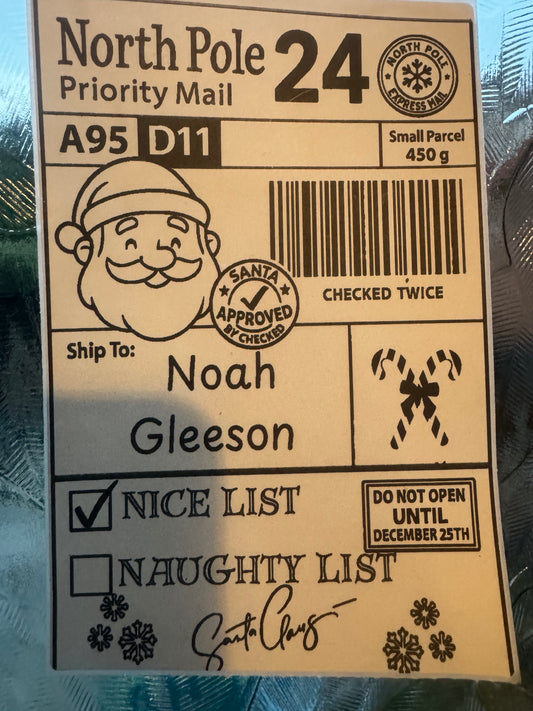 North Pole
Priority Mail
24
NORTH POLE
EXPRESS MAIL
A95 D11
Small Parcel
450 g
CHECKED TWICE
SANTA
APPROVED
BY CHECKED
Ship To:
Noah
Gleeson
NICE LIST
DO NOT OPEN
UNTIL
DECEMBER 25TH
NAUGHTY LIST
Santa Claus